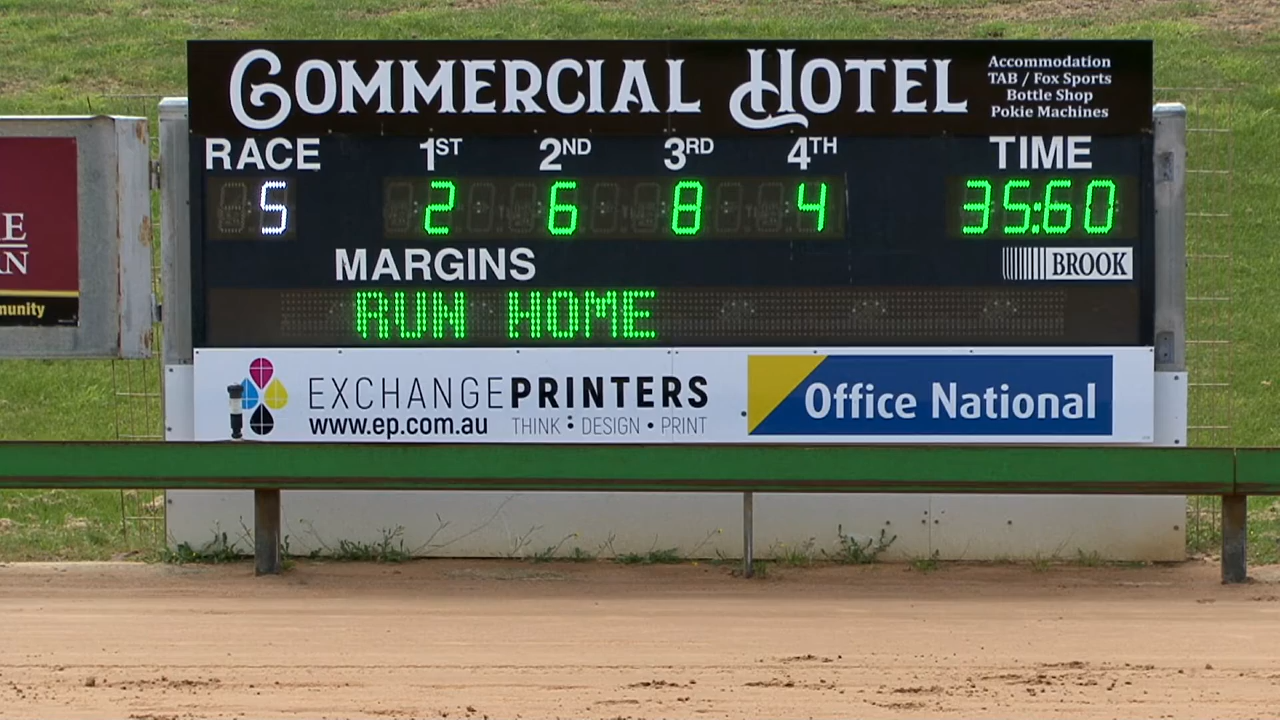 COMMERCIAL HOTEL
Accommodation
TAB / Fox Sports
Bottle Shop
Pokie Machines
RACE 1ST 2ND 3RD 4TH TIME
5 2 6 8 4 35:60
MARGINS
BROOK
RUN HOME
EXCHANGEPRINTERS
www.ep.com.au THINK : DESIGN • PRINT
Office National